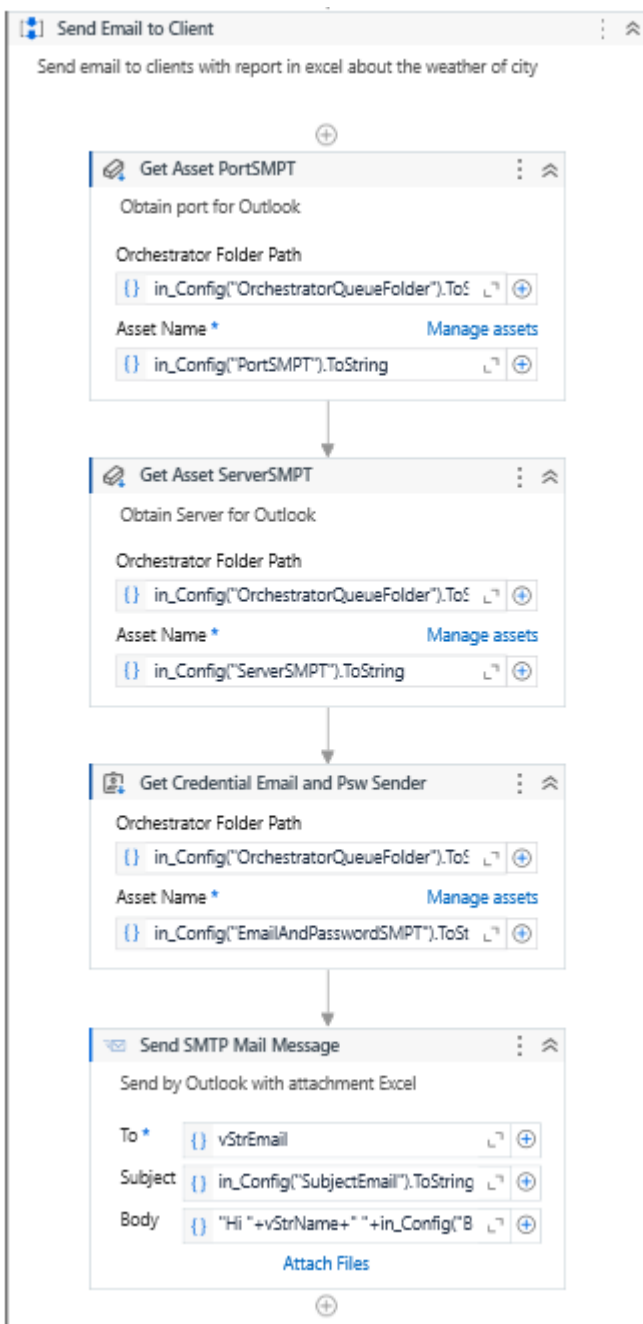 Send Email to Client
Send email to clients with report in excel about the weather of city
Get Asset PortSMPT
Obtain port for Outlook
Orchestrator Folder Path
{} in_Config("OrchestratorQueueFolder").ToS
Asset Name * Manage assets
{} in_Config("PortSMPT").ToString
Get Asset ServerSMPT
Obtain Server for Outlook
Orchestrator Folder Path
{} in_Config("OrchestratorQueueFolder").ToS
Asset Name * Manage assets
{} in_Config("ServerSMPT").ToString
Get Credential Email and Psw Sender
Orchestrator Folder Path
{} in_Config("OrchestratorQueueFolder").ToS
Asset Name * Manage assets
{} in_Config("EmailAndPasswordSMPT").ToSt
Send SMTP Mail Message
Send by Outlook with attachment Excel
To * {} vStrEmail
Subject {} in_Config("SubjectEmail").ToString
Body {} "Hi "+vStrName+" "+in_Config("B
Attach Files